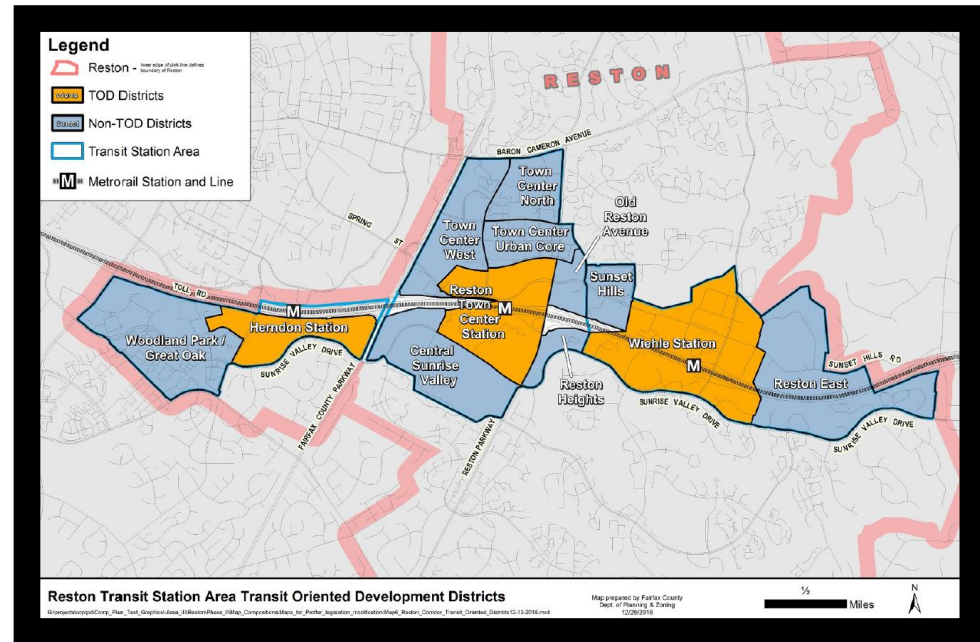 Legend
Reston - Inner edge of pink line defines
boundary of Reston
Wiehle TOD Districts
Sunset Non-TOD Districts
Transit Station Area
M Metrorail Station and Line
RESTON
BARON CAMERON AVENUE
Town
Center
North
Old
Reston
Avenue
SPRING ST
Town
Center
West
Town Center
Urban Core
Sunset
Hills
TOLL RD
Reston
Town
Center
Station
M
M
Herndon Station
Woodland Park /
Great Oak
Wiehle Station
M
SUNRISE VALLEY DRIVE
Central
Sunrise
Valley
Reston
Heights
SUNSET HILLS RD
Reston East
FAIRFAX COUNTY PARKWAY
RESTON PARKWAY
SUNRISE VALLEY DRIVE
SUNRISE VALLEY DRIVE
Reston Transit Station Area Transit Oriented Development Districts
Map prepared by Fairfax County
Dept. of Planning & Zoning
12/28/2016
½
Miles
N